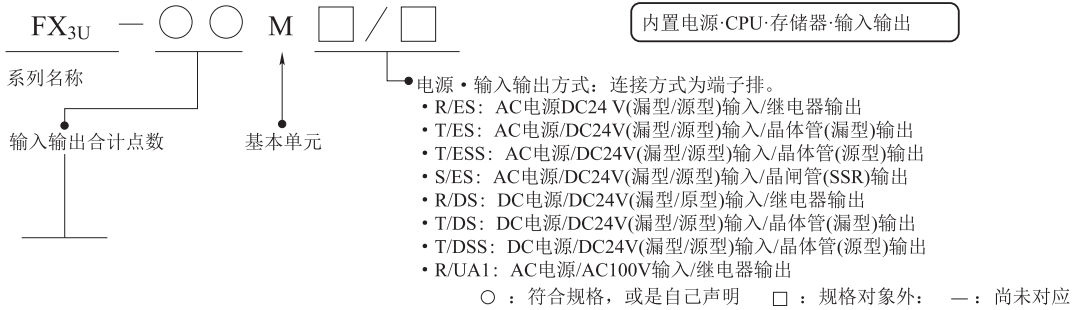 FX3U — ○ ○ M □ / □
内置电源·CPU·存储器·输入输出
系列名称
电源·输入输出方式：连接方式为端子排。
·R/ES：AC电源DC24 V(漏型/源型)输入/继电器输出
输入输出合计点数
基本单元
·T/ES：AC电源/DC24V(漏型/源型)输入/晶体管(漏型)输出
·T/ESS：AC电源/DC24V(漏型/源型)输入/晶体管(源型)输出
·S/ES：AC电源/DC24V(漏型/源型)输入/晶闸管(SSR)输出
·R/DS：DC电源/DC24V(漏型/原型)输入/继电器输出
·T/DS：DC电源/DC24V(漏型/源型)输入/晶体管(漏型)输出
·T/DSS：DC电源/DC24V(漏型/源型)输入/晶体管(源型)输出
·R/UA1：AC电源/AC100V输入/继电器输出
○：符合规格，或是自己声明 □：规格对象外： —：尚未对应